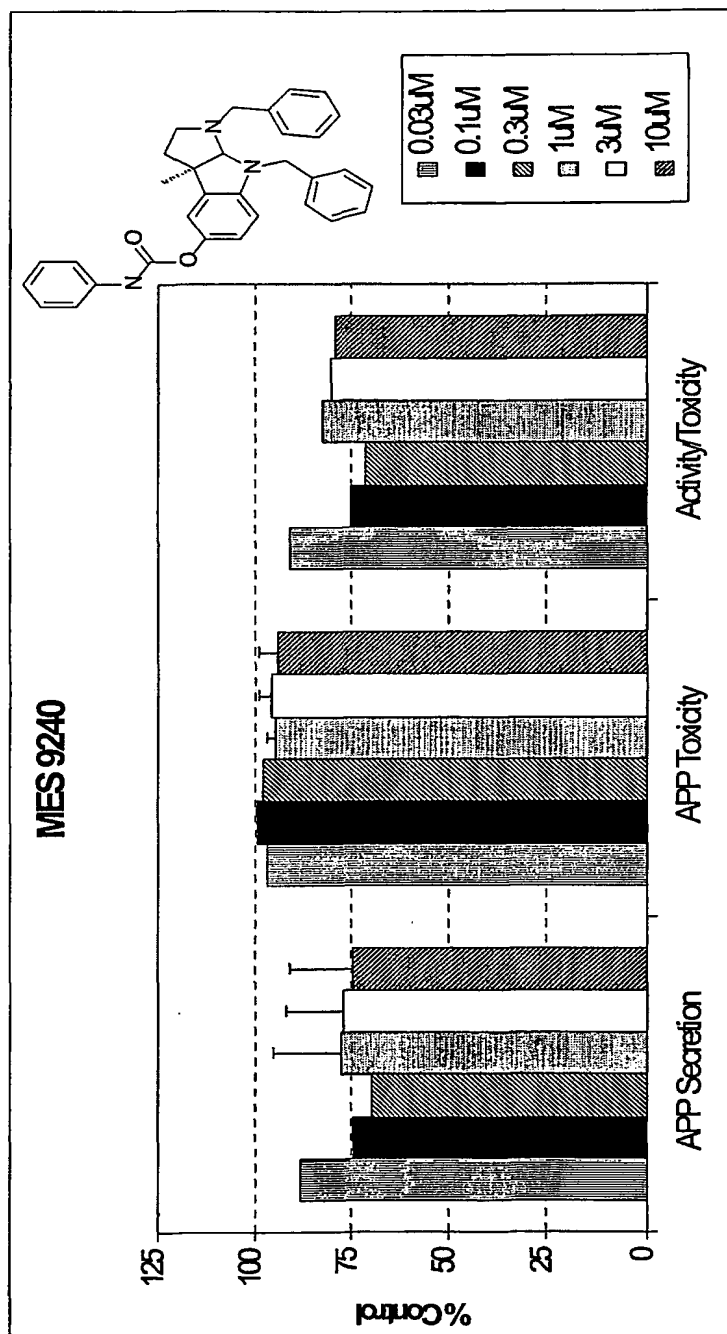 MES 9240
N
O
O
N
N
0.03uM
0.1uM
0.3uM
1uM
3uM
10uM
% Control
125
100
75
50
25
0
APP Secretion
APP Toxicity
Activity/Toxicity